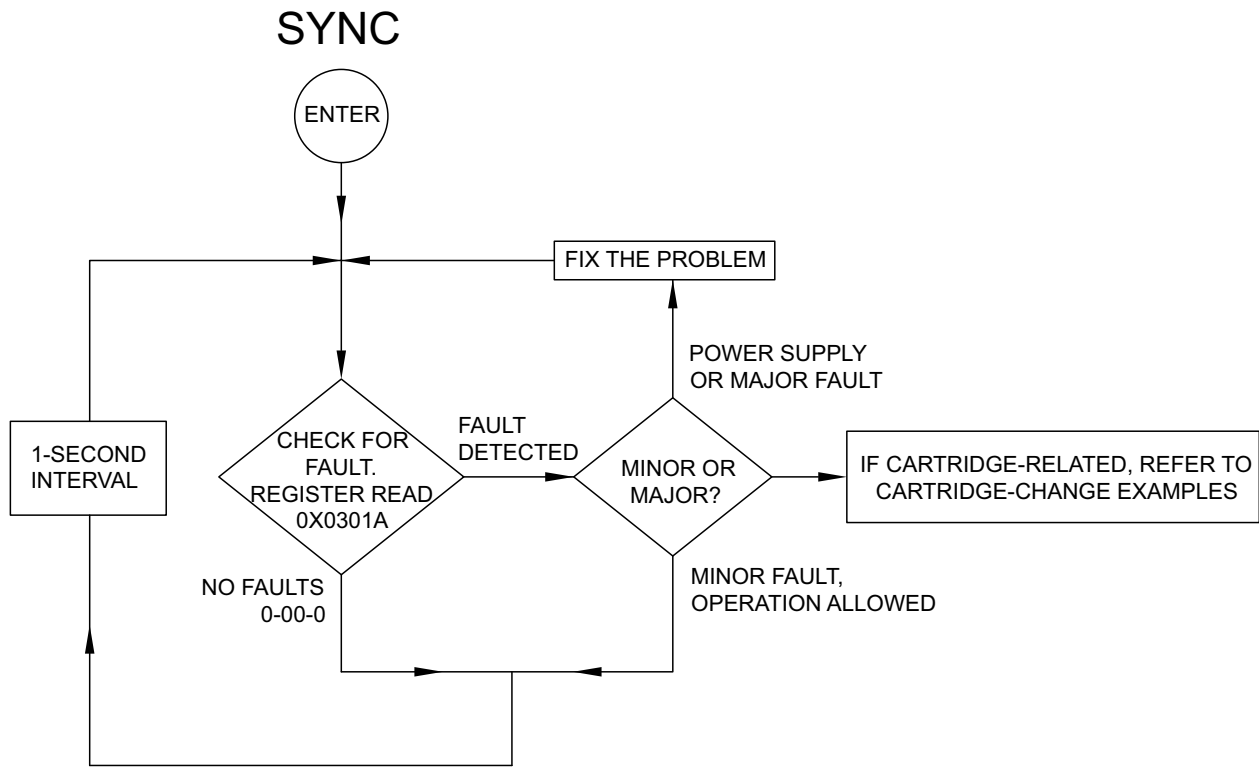 SYNC
ENTER
FIX THE PROBLEM
POWER SUPPLY
OR MAJOR FAULT
1-SECOND
INTERVAL
CHECK FOR
FAULT.
REGISTER READ
0X0301A
FAULT
DETECTED
MINOR OR
MAJOR?
IF CARTRIDGE-RELATED, REFER TO
CARTRIDGE-CHANGE EXAMPLES
NO FAULTS
0-00-0
MINOR FAULT,
OPERATION ALLOWED